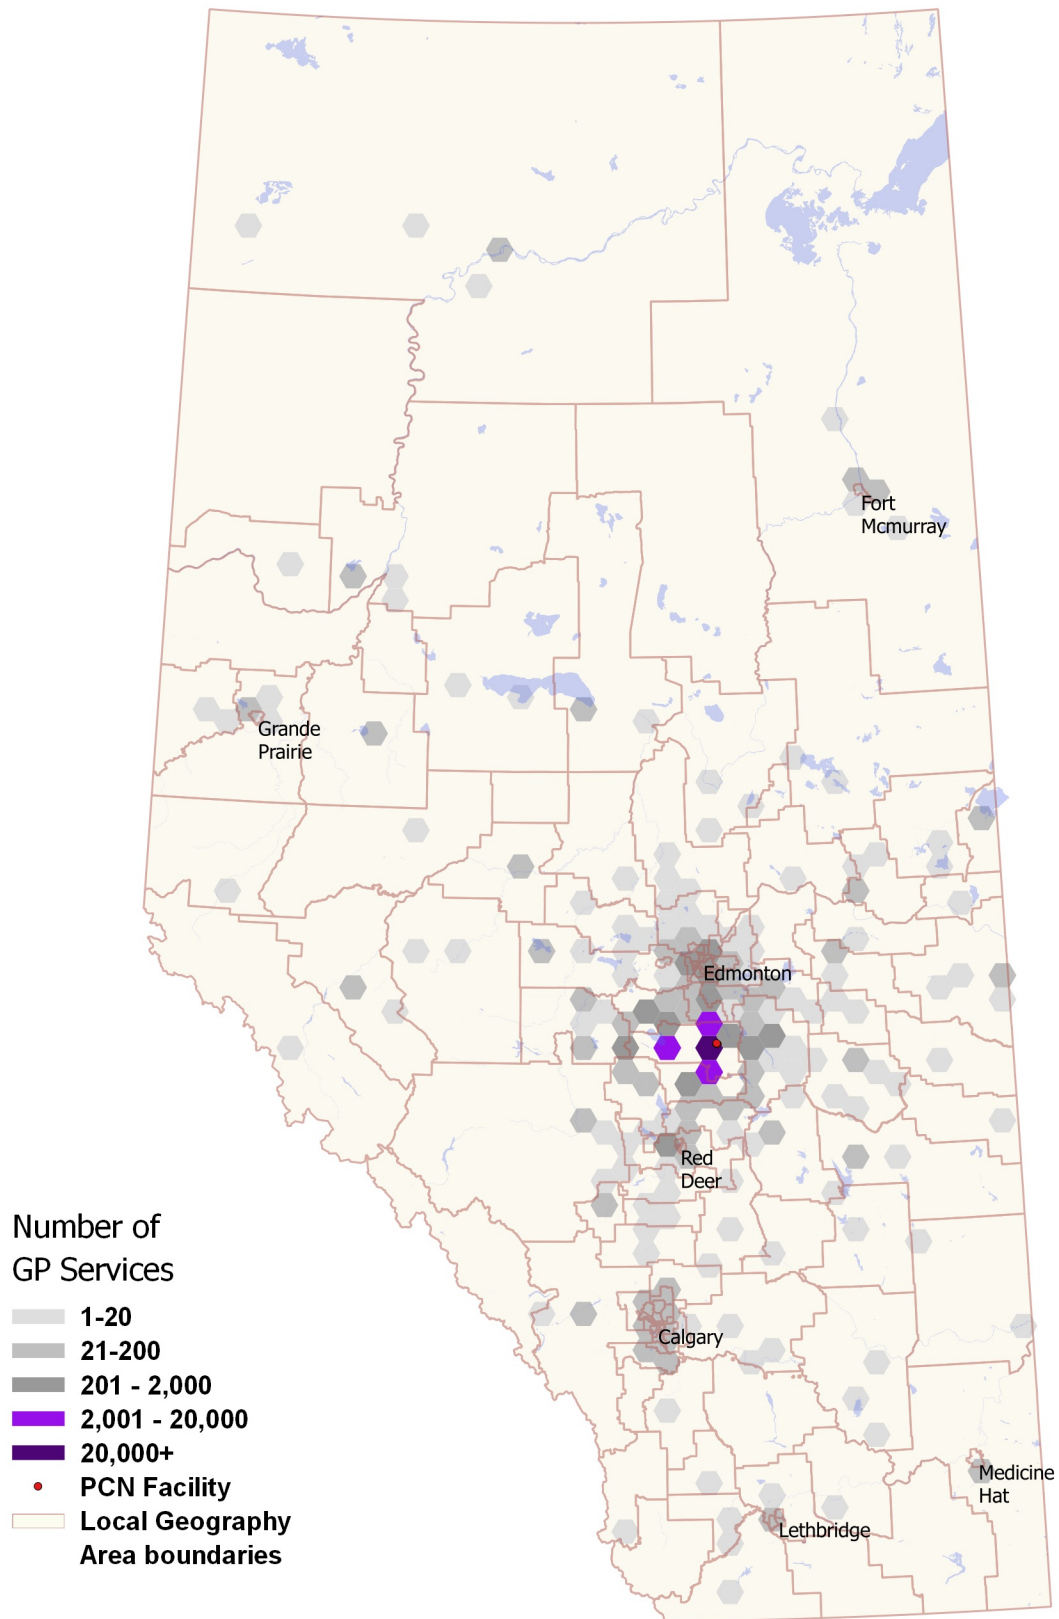 Fort
Mcmurray
Grande
Prairie
Edmonton
Red
Deer
Number of
GP Services
1-20
21-200
201 - 2,000
2,001 - 20,000
20,000+
PCN Facility
Local Geography
Area boundaries
Calgary
Medicine
Hat
Lethbridge